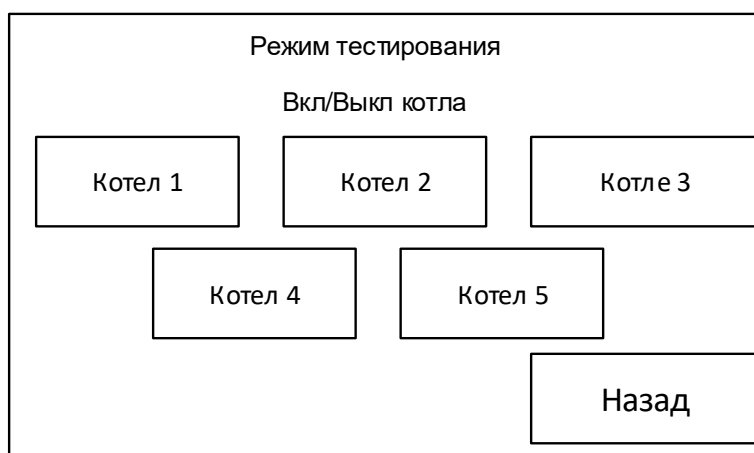 Режим тестирования
Вкл/Выкл котла
Котел 1 Котел 2 Котле 3
Котел 4 Котел 5
Назад